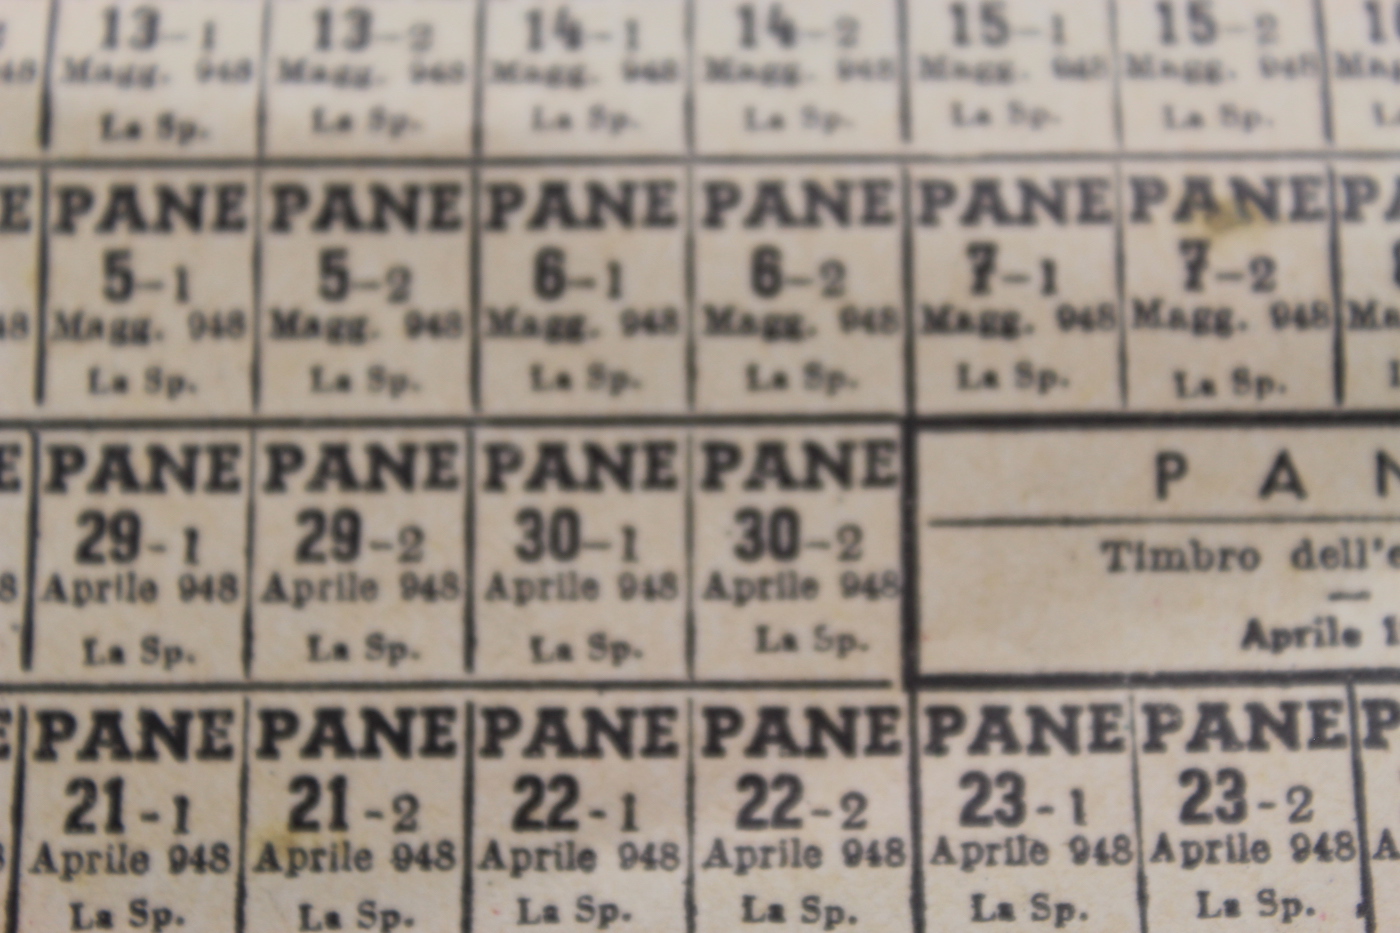 13-1 13-2 14-1 14-2 15-1 15-2
Magg. 948 Magg. 948 Magg. 948 Magg. 948 Magg. 948 Magg. 948
La Sp. La Sp. La Sp. La Sp. La Sp. La Sp.
PANE PANE PANE PANE PANE PANE
5-1 5-2 6-1 6-2 7-1 7-2
Magg. 948 Magg. 948 Magg. 948 Magg. 948 Magg. 948 Magg. 948
La Sp. La Sp. La Sp. La Sp. La Sp. La Sp.
PANE PANE PANE PANE P A N
29-1 29-2 30-1 30-2
Aprile 948 Aprile 948 Aprile 948 Aprile 948 Timbro dell'
La Sp. La Sp. La Sp. La Sp. Aprile 1
PANE PANE PANE PANE PANE PANE
21-1 21-2 22-1 22-2 23-1 23-2
Aprile 948 Aprile 948 Aprile 948 Aprile 948 Aprile 948 Aprile 948
La Sp. La Sp. La Sp. La Sp. La Sp. La Sp.